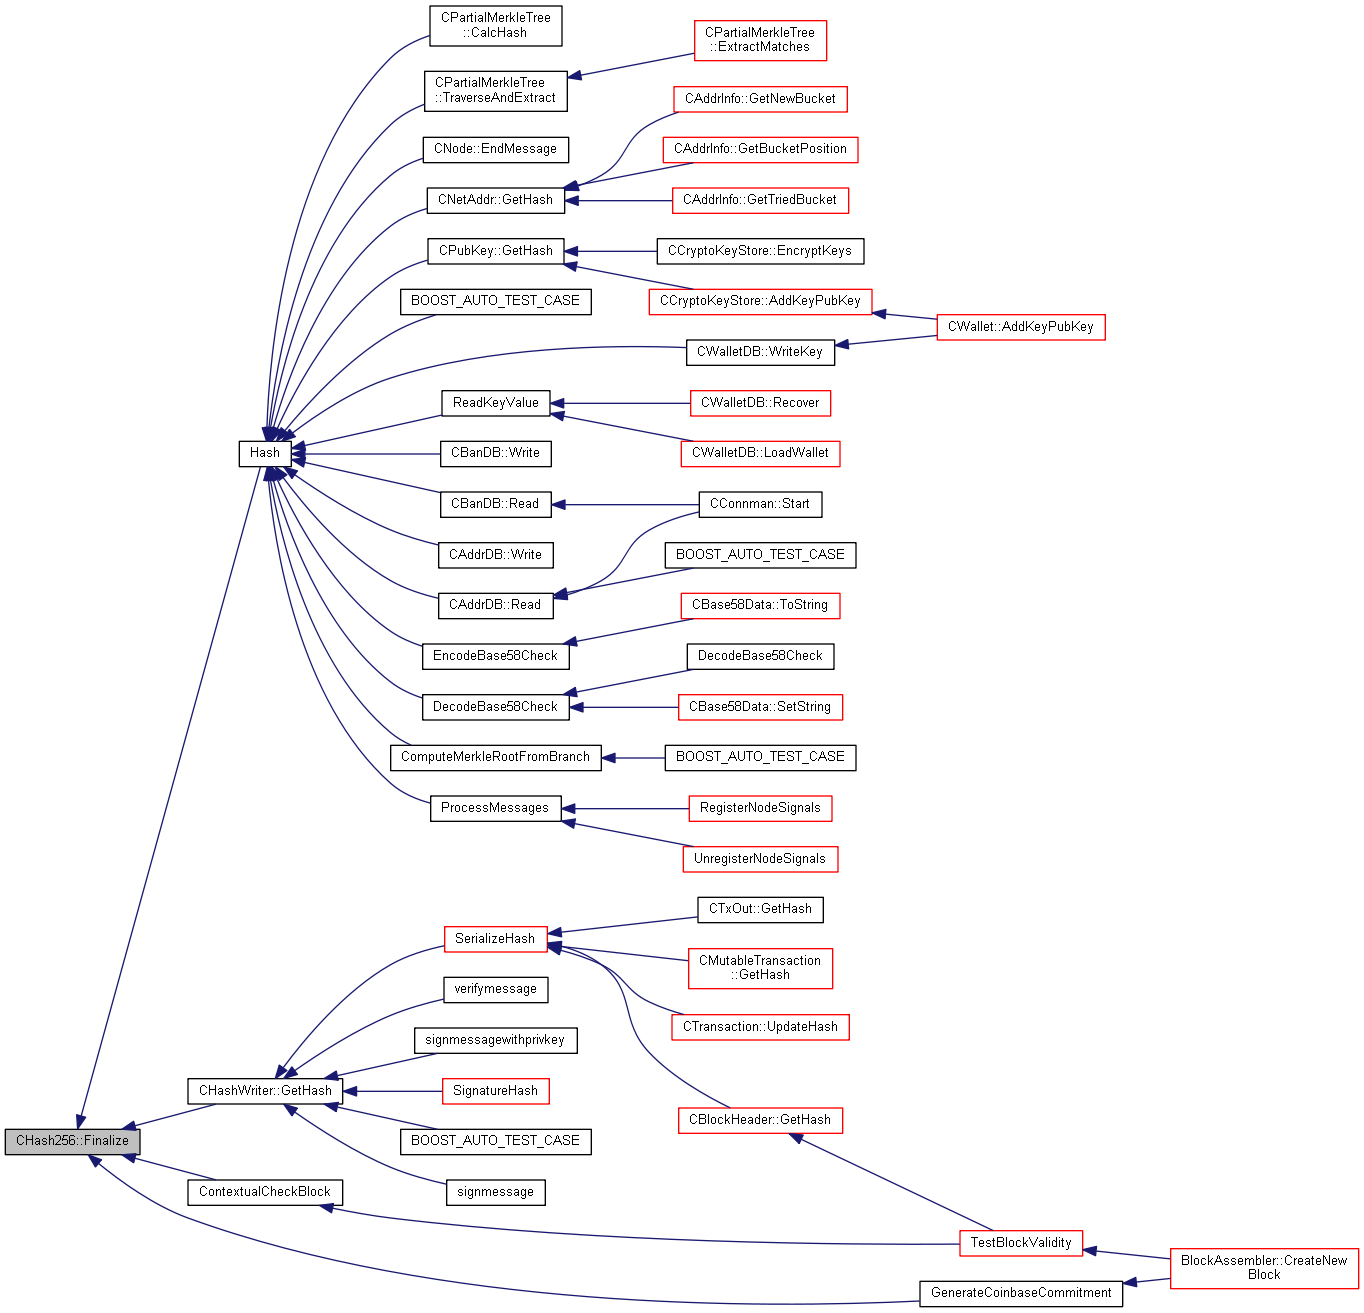 CPartialMerkleTree
::CalcHash
CPartialMerkleTree
::ExtractMatches
CPartialMerkleTree
::TraverseAndExtract
CAddrInfo::GetNewBucket
CNode::EndMessage
CAddrInfo::GetBucketPosition
CNetAddr::GetHash
CAddrInfo::GetTriedBucket
CPubKey::GetHash
CCryptoKeyStore::EncryptKeys
BOOST_AUTO_TEST_CASE
CCryptoKeyStore::AddKeyPubKey
CWallet::AddKeyPubKey
CWalletDB::WriteKey
ReadKeyValue
CWalletDB::Recover
Hash
CBanDB::Write
CWalletDB::LoadWallet
CBanDB::Read
CConnman::Start
CAddrDB::Write
BOOST_AUTO_TEST_CASE
CAddrDB::Read
CBase58Data::ToString
EncodeBase58Check
DecodeBase58Check
DecodeBase58Check
CBase58Data::SetString
ComputeMerkleRootFromBranch
BOOST_AUTO_TEST_CASE
ProcessMessages
RegisterNodeSignals
UnregisterNodeSignals
CTxOut::GetHash
SerializeHash
CMutableTransaction
::GetHash
verifymessage
CTransaction::UpdateHash
signmessagewithprivkey
CHashWriter::GetHash
SignatureHash
CBlockHeader::GetHash
CHash256::Finalize
BOOST_AUTO_TEST_CASE
ContextualCheckBlock
signmessage
TestBlockValidity
BlockAssembler::CreateNew
Block
GenerateCoinbaseCommitment